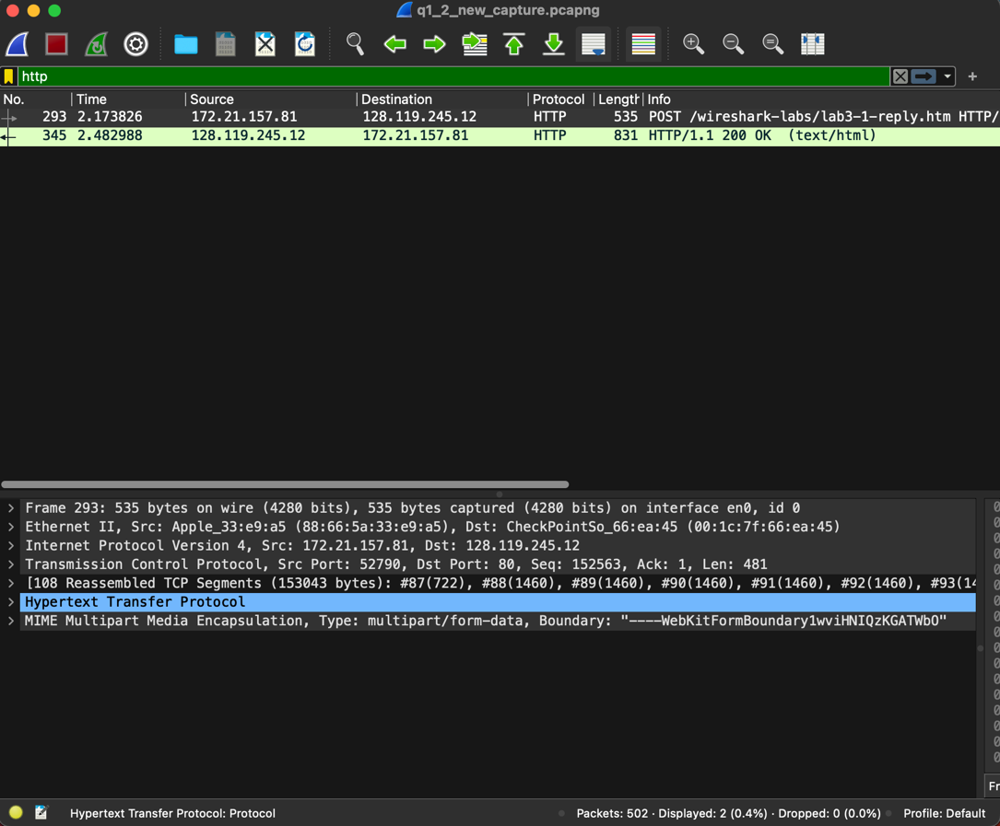 q1_2_new_capture.pcapng
http
No. Time Source Destination Protocol Length Info
293 2.173826 172.21.157.81 128.119.245.12 HTTP 535 POST /wireshark-labs/lab3-1-reply.htm HTTP/
345 2.482988 128.119.245.12 172.21.157.81 HTTP 831 HTTP/1.1 200 OK (text/html)
Frame 293: 535 bytes on wire (4280 bits), 535 bytes captured (4280 bits) on interface en0, id 0
Ethernet II, Src: Apple_33:e9:a5 (88:66:5a:33:e9:a5), Dst: CheckPointSo_66:ea:45 (00:1c:7f:66:ea:45)
Internet Protocol Version 4, Src: 172.21.157.81, Dst: 128.119.245.12
Transmission Control Protocol, Src Port: 52790, Dst Port: 80, Seq: 152563, Ack: 1, Len: 481
[108 Reassembled TCP Segments (153043 bytes): #87(722), #88(1460), #89(1460), #90(1460), #91(1460), #92(1460), #93(14
Hypertext Transfer Protocol
MIME Multipart Media Encapsulation, Type: multipart/form-data, Boundary: "----WebKitFormBoundary1wviHNIQzKGATWbO"
Fr
Hypertext Transfer Protocol: Protocol
Packets: 502 · Displayed: 2 (0.4%) · Dropped: 0 (0.0%)
Profile: Default